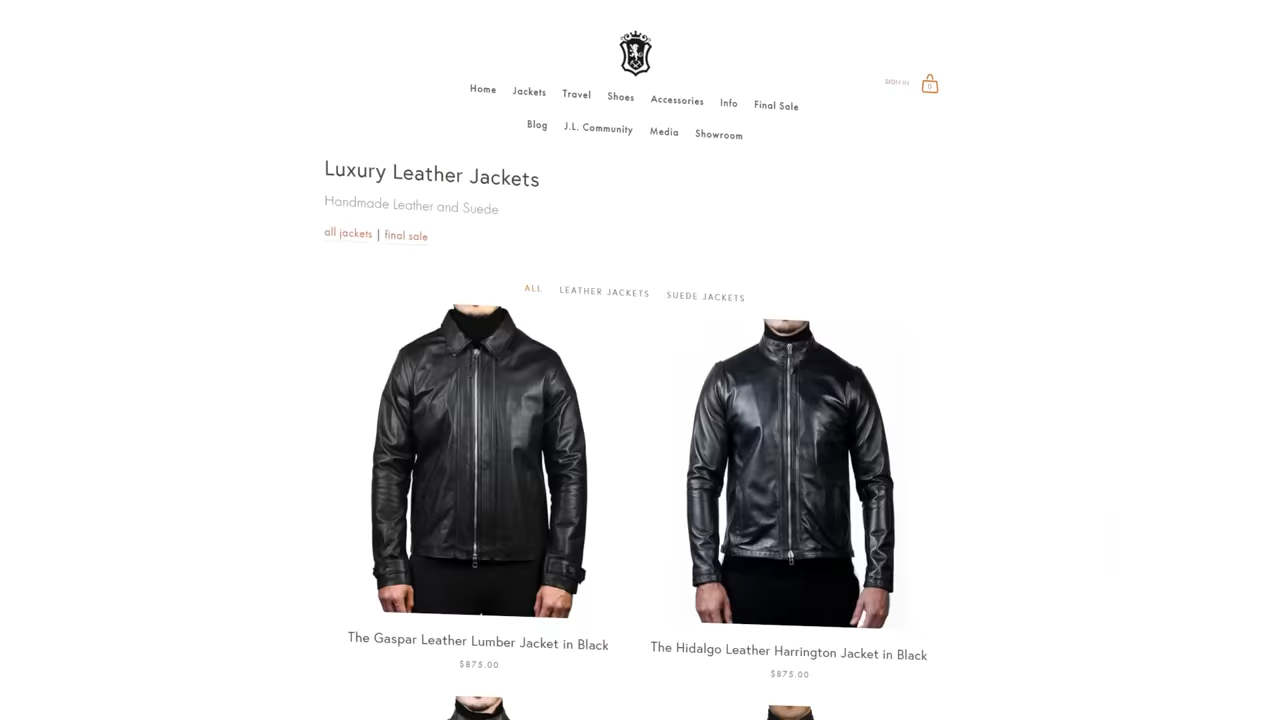 SIGN IN
0
Home Jackets Travel Shoes Accessories Info Final Sale
Blog J.L. Community Media Showroom
Luxury Leather Jackets
Handmade Leather and Suede
all jackets | final sale
ALL LEATHER JACKETS SUEDE JACKETS
The Gaspar Leather Lumber Jacket in Black
$875.00
The Hidalgo Leather Harrington Jacket in Black
$875.00